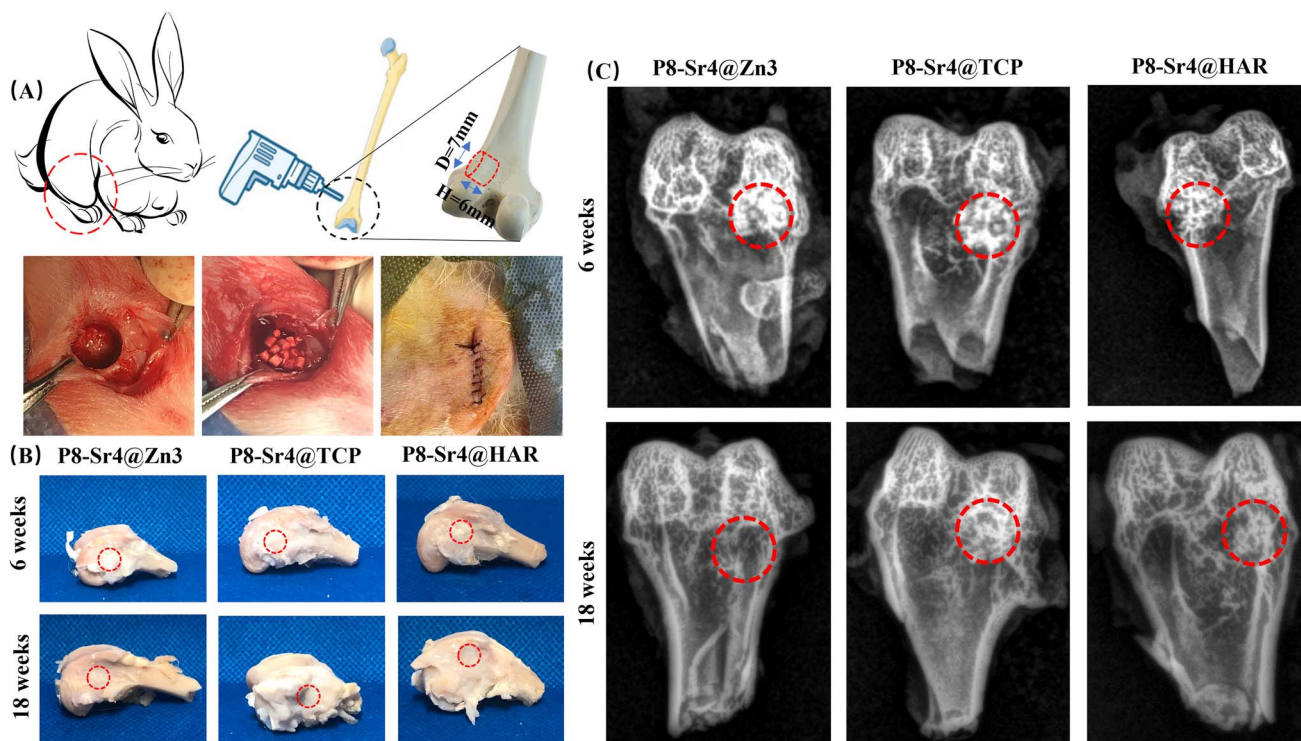 (A)
D=7mm
H=6mm
(B)
P8-Sr4@Zn3
P8-Sr4@TCP
P8-Sr4@HAR
6 weeks
18 weeks
(C)
P8-Sr4@Zn3
P8-Sr4@TCP
P8-Sr4@HAR
6 weeks
18 weeks